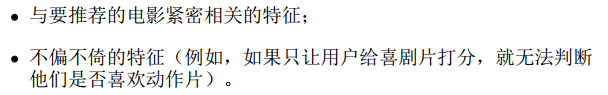 ● 与要推荐的电影紧密相关的特征；
● 不偏不倚的特征（例如，如果只让用户给喜剧片打分，就无法判断
他们是否喜欢动作片）。